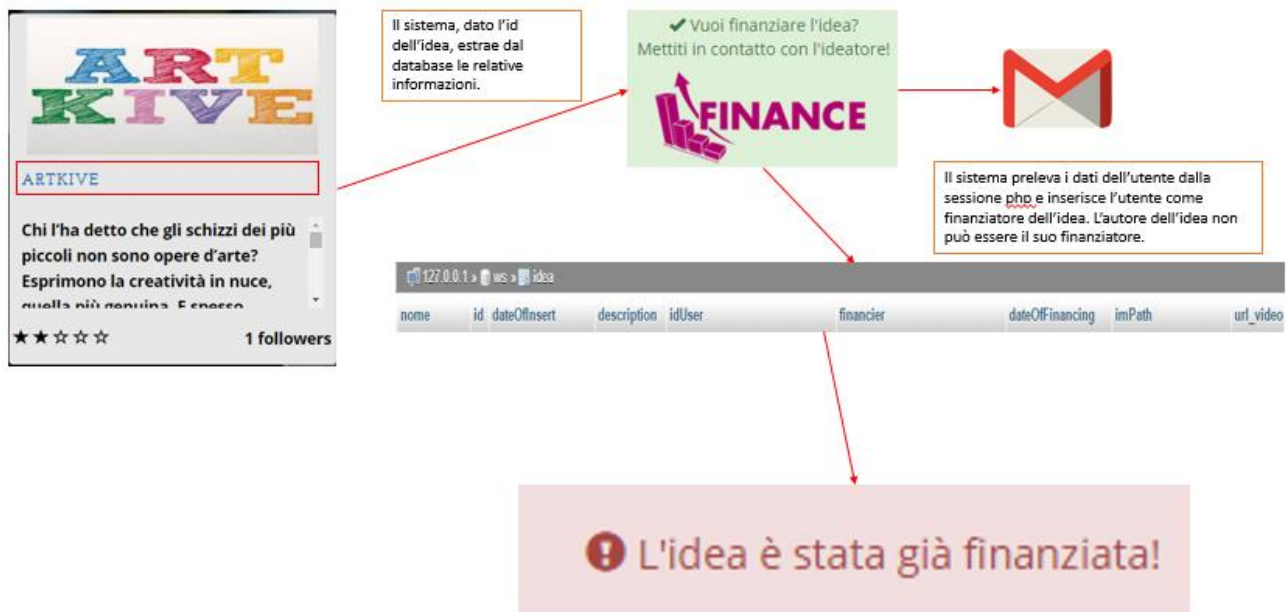 ART
KIVE
ARTKIVE
Chi l'ha detto che gli schizzi dei più
piccoli non sono opere d'arte?
Esprimono la creatività in nuce,
quella più genuina. E spesso
★★☆☆☆ 1 followers
Il sistema, dato l'id
dell'idea, estrae dal
database le relative
informazioni.
✔ Vuoi finanziare l'idea?
Mettiti in contatto con l'ideatore!
FINANCE
Il sistema preleva i dati dell'utente dalla
sessione php e inserisce l'utente come
finanziatore dell'idea. L'autore dell'idea non
può essere il suo finanziatore.
127.0.0.1 » ws » idea
nome id dateOfInsert description idUser financier dateOfFinancing imPath url_video
L'idea è stata già finanziata!